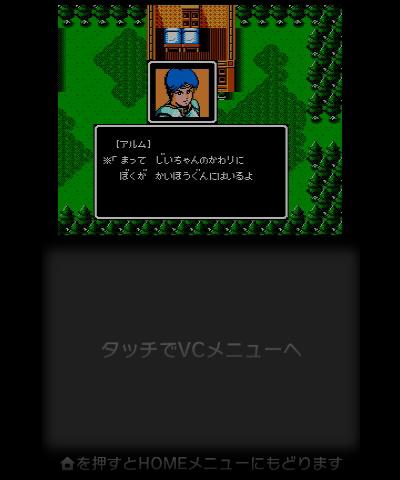 [アルム]
※「まって じいちゃんのかわりに
ぼくが かいほうぐんにはいるよ
タッチでVCメニューへ
を押すとHOMEメニューにもどります